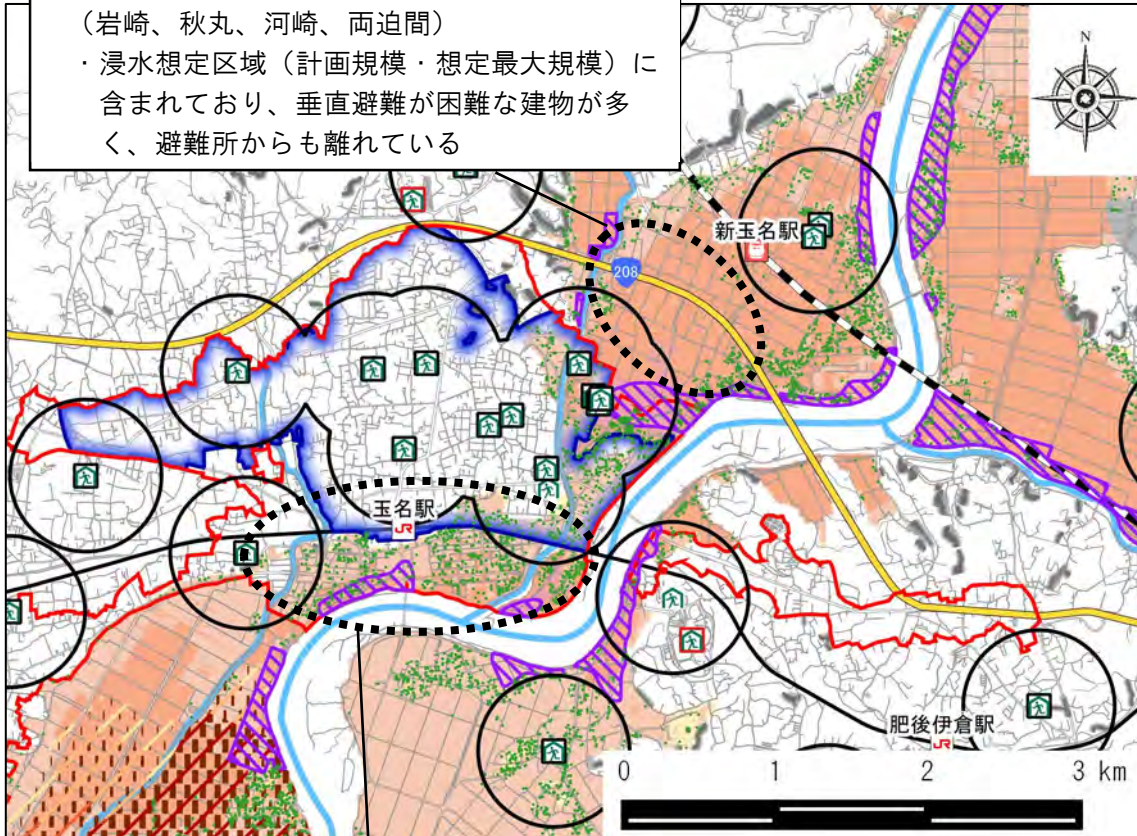 (岩崎、秋丸、河崎、両迫間)
・浸水想定区域(計画規模・想定最大規模)に
含まれており、垂直避難が困難な建物が多
く、避難所からも離れている
N
新玉名駅
208
玉名駅
JR
肥後伊倉駅
JR
0 1 2 3 km